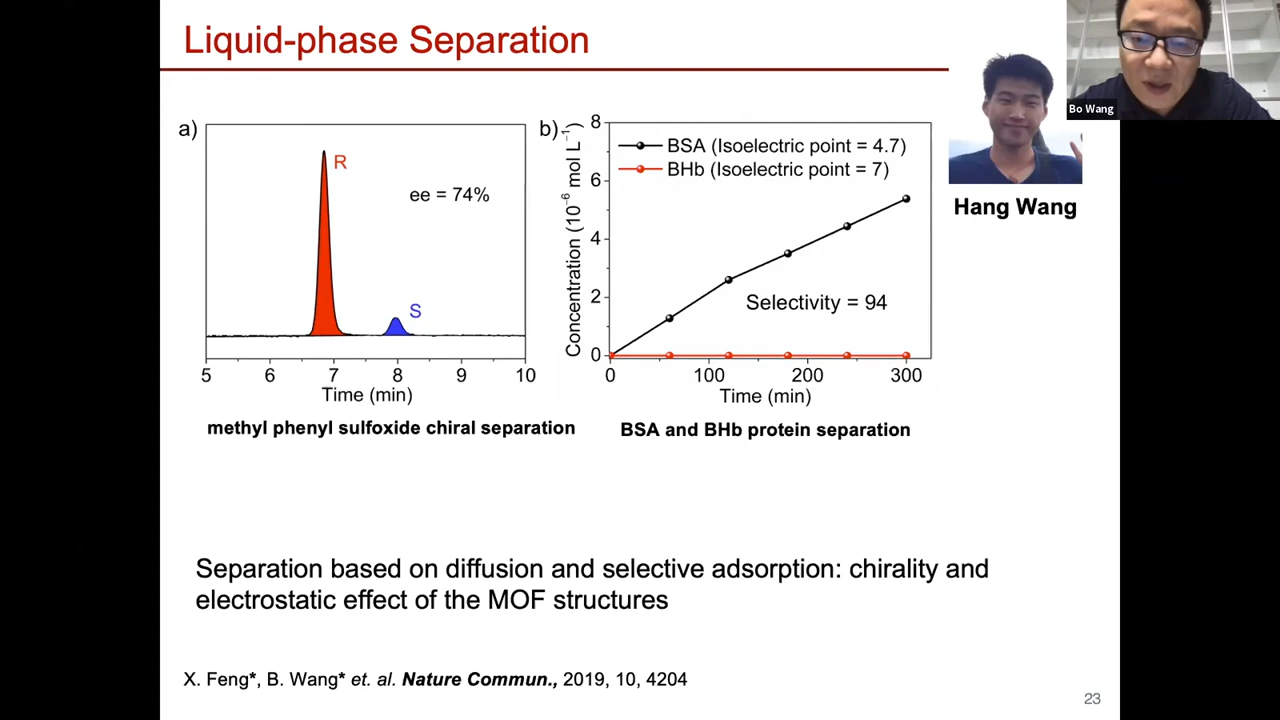 Liquid-phase Separation
Bo Wang
Hang Wang
a)
R
ee = 74%
S
5 6 7 8 9 10
Time (min)
methyl phenyl sulfoxide chiral separation
b)
Concentration (10⁻⁶ mol L⁻¹)
8
6
4
2
0
BSA (Isoelectric point = 4.7)
BHb (Isoelectric point = 7)
Selectivity = 94
0 100 200 300
Time (min)
BSA and BHb protein separation
Separation based on diffusion and selective adsorption: chirality and
electrostatic effect of the MOF structures
X. Feng*, B. Wang* et. al. Nature Commun., 2019, 10, 4204
23